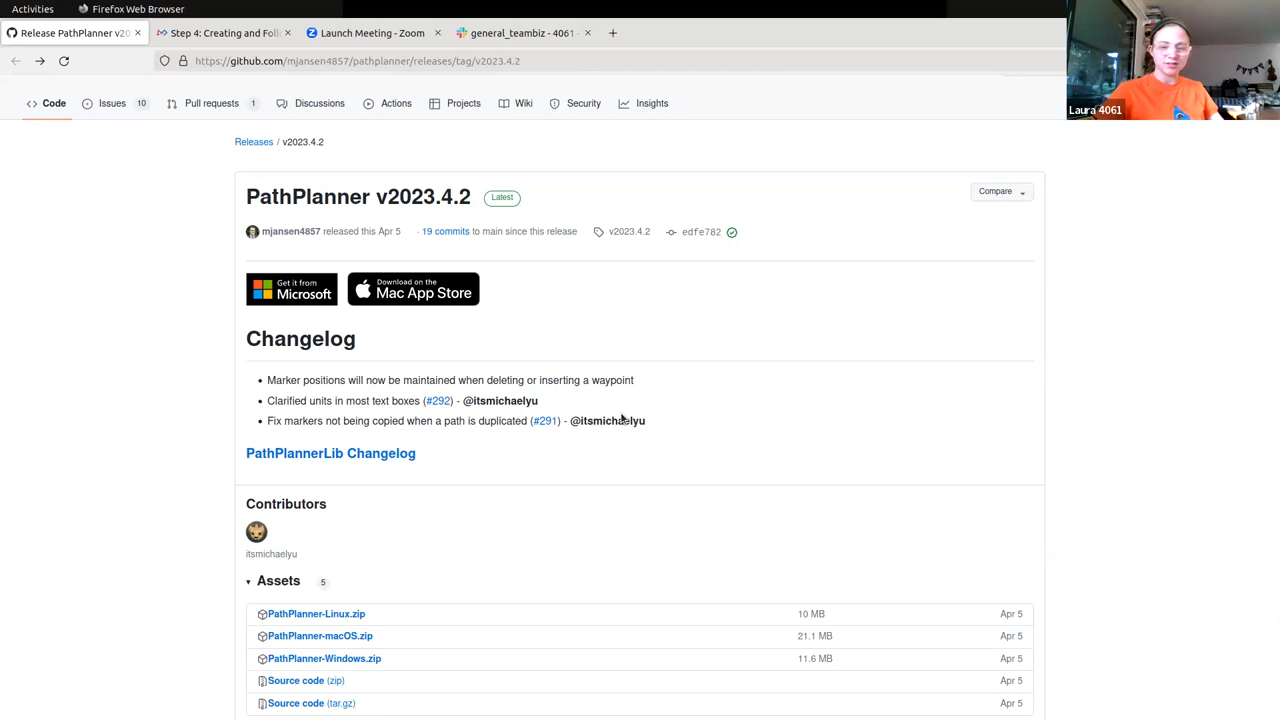 Activities
Firefox Web Browser
Release PathPlanner v20
Step 4: Creating and Foll
Launch Meeting - Zoom
general_teambiz - 4061 -
https://github.com/mjansen4857/pathplanner/releases/tag/v2023.4.2
Code
Issues 10
Pull requests 1
Discussions
Actions
Projects
Wiki
Security
Insights
Laura 4061
Releases / v2023.4.2
PathPlanner v2023.4.2 Latest
Compare
mjansen4857 released this Apr 5 · 19 commits to main since this release v2023.4.2 edfe782
Get it from Microsoft
Download on the Mac App Store
Changelog
• Marker positions will now be maintained when deleting or inserting a waypoint
• Clarified units in most text boxes (#292) - @itsmichaelyu
• Fix markers not being copied when a path is duplicated (#291) - @itsmichaelyu
PathPlannerLib Changelog
Contributors
itsmichaelyu
Assets 5
PathPlanner-Linux.zip 10 MB Apr 5
PathPlanner-macOS.zip 21.1 MB Apr 5
PathPlanner-Windows.zip 11.6 MB Apr 5
Source code (zip) Apr 5
Source code (tar.gz) Apr 5